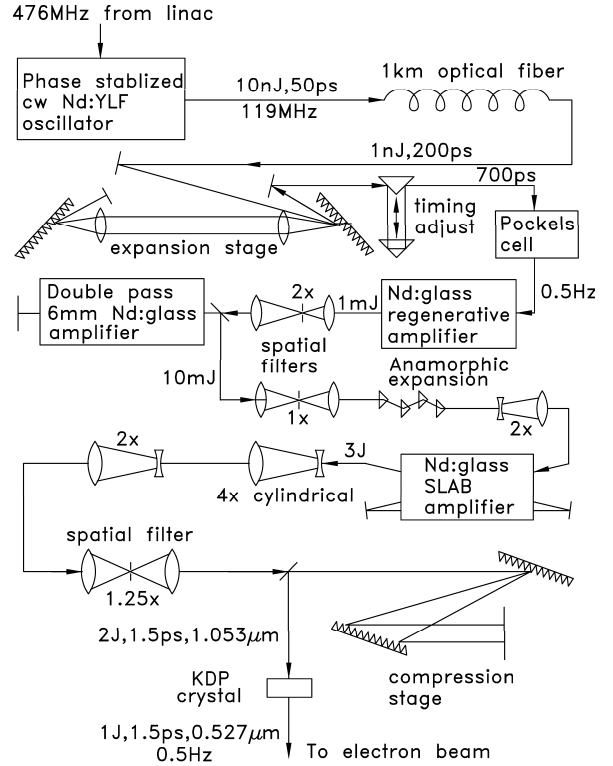 476MHz from linac
Phase stablized
cw Nd:YLF
oscillator
10nJ,50ps
119MHz
1km optical fiber
1nJ,200ps
700ps
timing
adjust
expansion stage
Pockels
cell
0.5Hz
Double pass
6mm Nd:glass
amplifier
2x
1mJ
Nd:glass
regenerative
amplifier
spatial
filters
10mJ
1x
Anamorphic
expansion
2x
2x
4x cylindrical
3J
Nd:glass
SLAB
amplifier
spatial filter
1.25x
2J,1.5ps,1.053μm
KDP
crystal
compression
stage
1J,1.5ps,0.527μm
0.5Hz
To electron beam